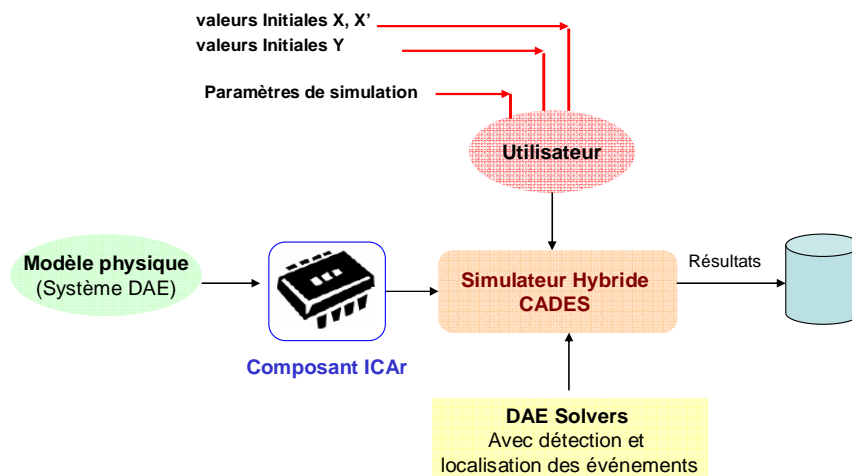 valeurs Initiales X, X’
valeurs Initiales Y
Paramètres de simulation
Utilisateur
Modèle physique
(Système DAE)
Composant ICAr
Simulateur Hybride
CADES
Résultats
DAE Solvers
Avec détection et
localisation des événements